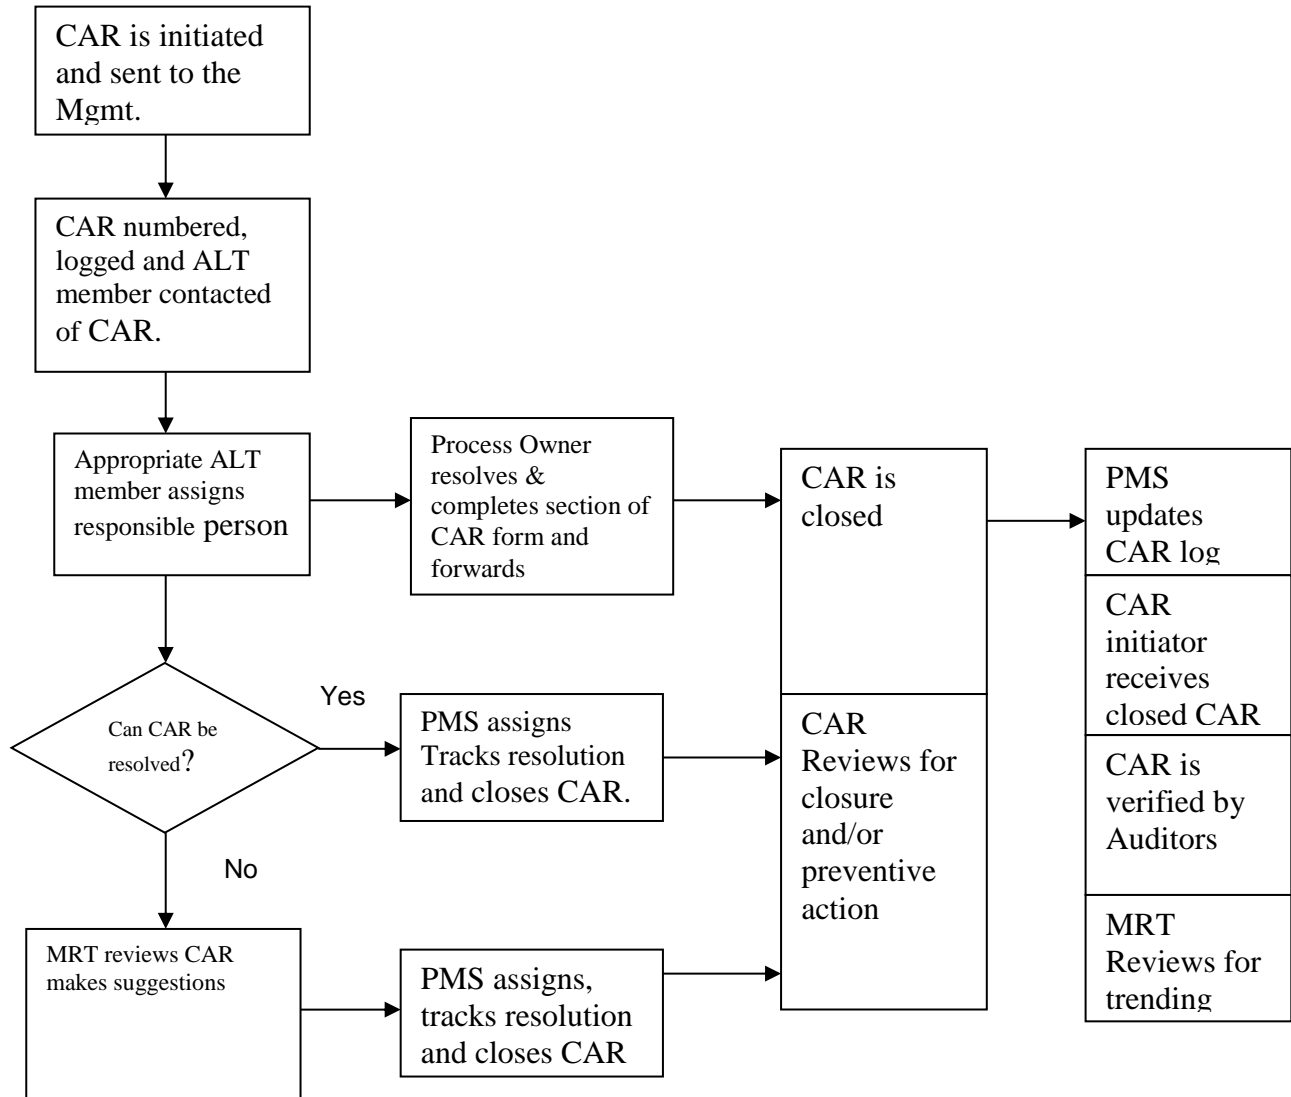 CAR is initiated
and sent to the
Mgmt.
CAR numbered,
logged and ALT
member contacted
of CAR.
Appropriate ALT
member assigns
responsible person
Process Owner
resolves &
completes section of
CAR form and
forwards
CAR is
closed
PMS
updates
CAR log
CAR
initiator
receives
closed CAR
Can CAR be
resolved?
Yes
PMS assigns
Tracks resolution
and closes CAR.
CAR
Reviews for
closure
and/or
preventive
action
CAR is
verified by
Auditors
No
MRT reviews CAR
makes suggestions
PMS assigns,
tracks resolution
and closes CAR
MRT
Reviews for
trending